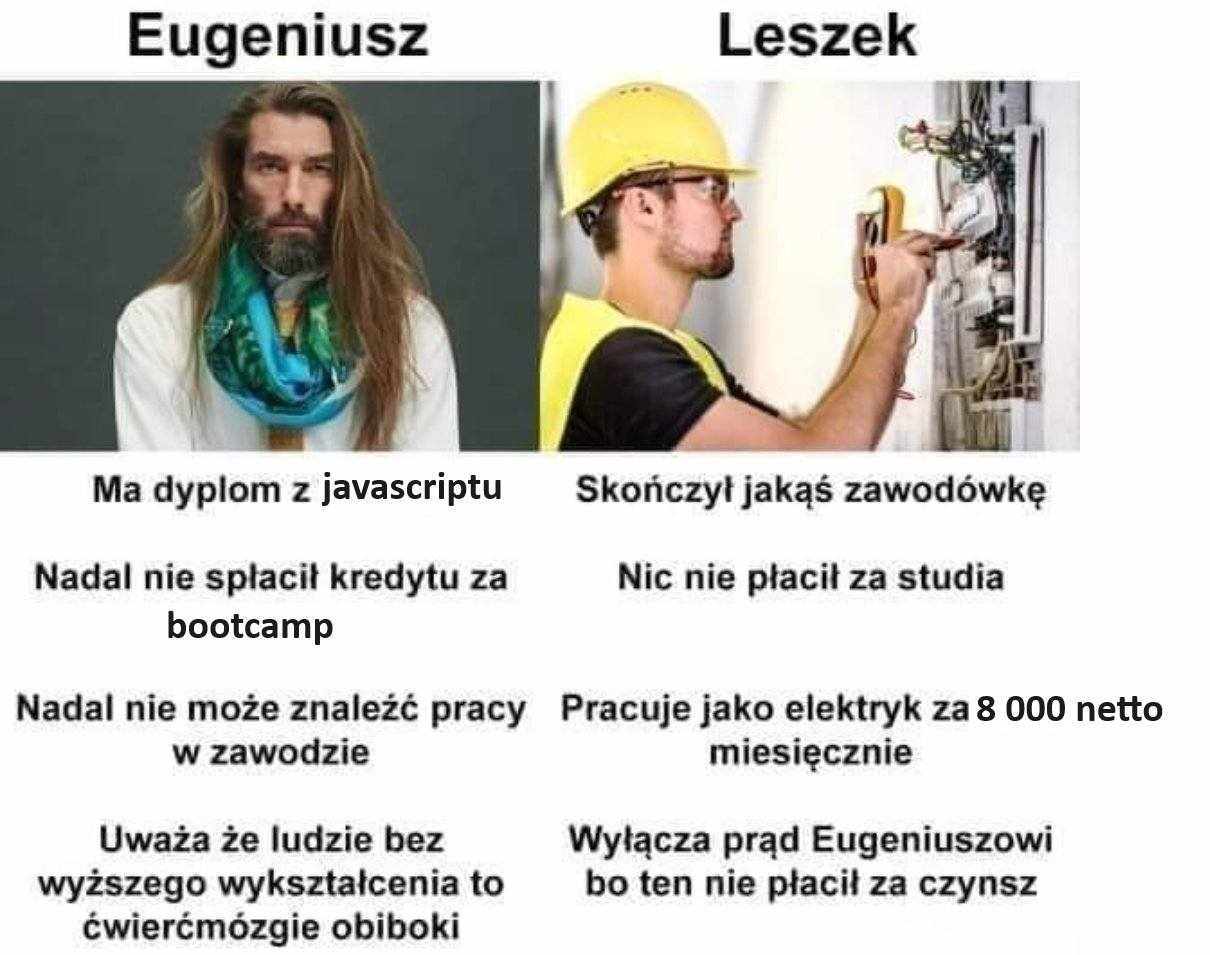 Eugeniusz
Leszek
Ma dyplom z javascriptu
Skończył jakąś zawodówkę
Nadal nie spłacił kredytu za
bootcamp
Nic nie płacił za studia
Nadal nie może znaleźć pracy
w zawodzie
Pracuje jako elektryk za 8 000 netto
miesięcznie
Uważa że ludzie bez
wyższego wykształcenia to
ćwierćmózgie obiboki
Wyłącza prąd Eugeniuszowi
bo ten nie płacił za czynsz